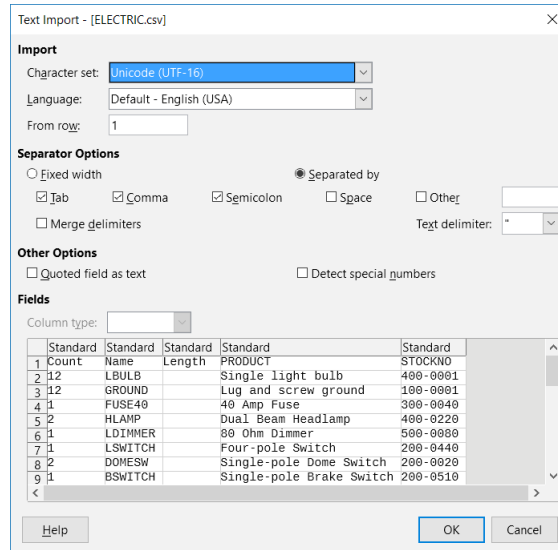 Text Import - [ELECTRIC.csv]
Import
Character set: Unicode (UTF-16)
Language: Default - English (USA)
From row: 1
Separator Options
Fixed width Separated by
Tab Comma Semicolon Space Other
Merge delimiters Text delimiter: "
Other Options
Quoted field as text Detect special numbers
Fields
Column type:
Standard Standard Standard Standard Standard
1 Count Name Length PRODUCT STOCKNO
2 12 LBULB Single light bulb 400-0001
3 12 GROUND Lug and screw ground 100-0001
4 1 FUSE40 40 Amp Fuse 300-0040
5 2 HLAMP Dual Beam Headlamp 400-0220
6 1 LDIMMER 80 Ohm Dimmer 500-0080
7 1 LSWITCH Four-pole Switch 200-0440
8 2 DOMESW Single-pole Dome Switch 200-0020
9 1 BSWITCH Single-pole Brake Switch 200-0510
Help OK Cancel